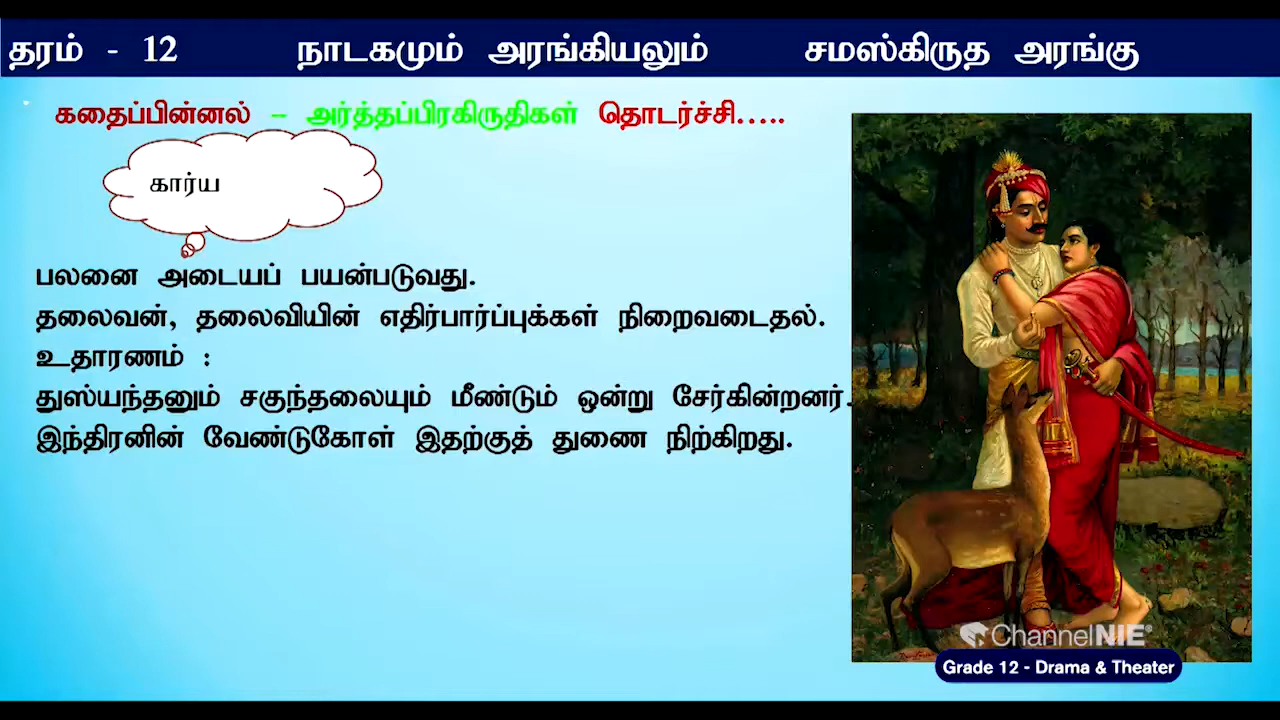 தரம் - 12 நாடகமும் அரங்கியலும் சமஸ்கிருத அரங்கு
கதைப்பின்னல் – அர்த்தப்பிரகிருதிகள் தொடர்ச்சி.....
கார்ய
பலனை அடையப் பயன்படுவது.
தலைவன், தலைவியின் எதிர்பார்ப்புக்கள் நிறைவடைதல்.
உதாரணம் :
துஸ்யந்தனும் சகுந்தலையும் மீண்டும் ஒன்று சேர்கின்றனர்.
இந்திரனின் வேண்டுகோள் இதற்குத் துணை நிற்கிறது.
ChannelNIE®
Grade 12 - Drama & Theater